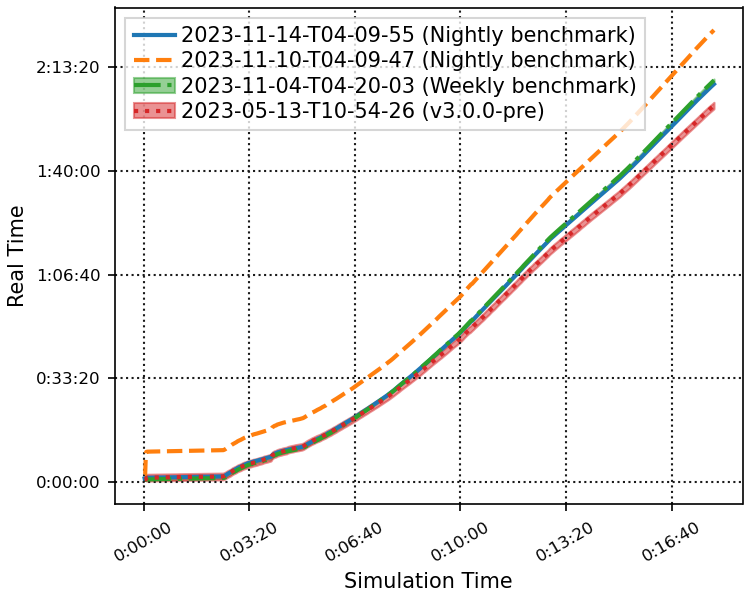 2023-11-14-T04-09-55 (Nightly benchmark)
2023-11-10-T04-09-47 (Nightly benchmark)
2023-11-04-T04-20-03 (Weekly benchmark)
2023-05-13-T10-54-26 (v3.0.0-pre)
2:13:20
1:40:00
1:06:40
0:33:20
0:00:00
Real Time
0:00:00
0:03:20
0:06:40
0:10:00
0:13:20
0:16:40
Simulation Time